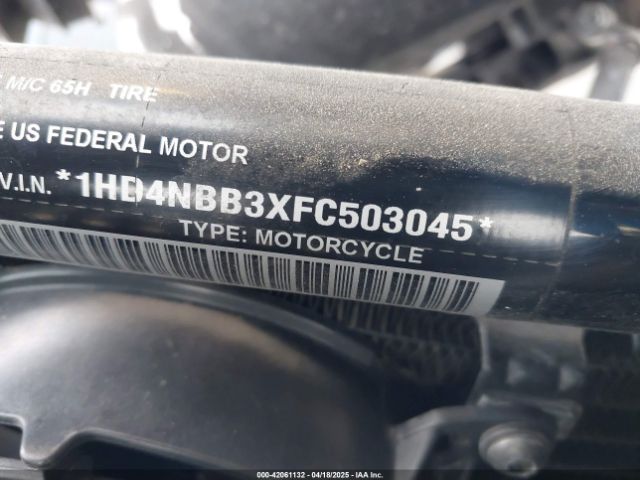 M/C 65H TIRE
US FEDERAL MOTOR
V.I.N. *1HD4NBB3XFC503045*
TYPE: MOTORCYCLE
000-42061132 - 04/18/2025 - IAA Inc.